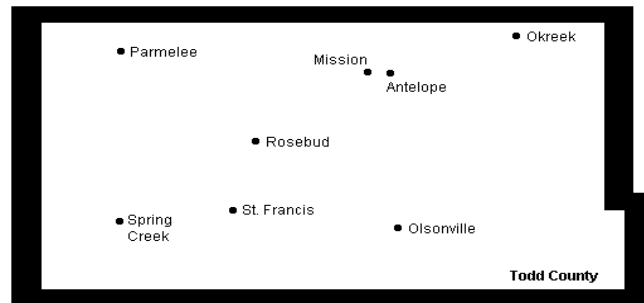 Okreek
Parmelee
Mission
Antelope
Rosebud
St. Francis
Spring
Creek
Olsonville
Todd County